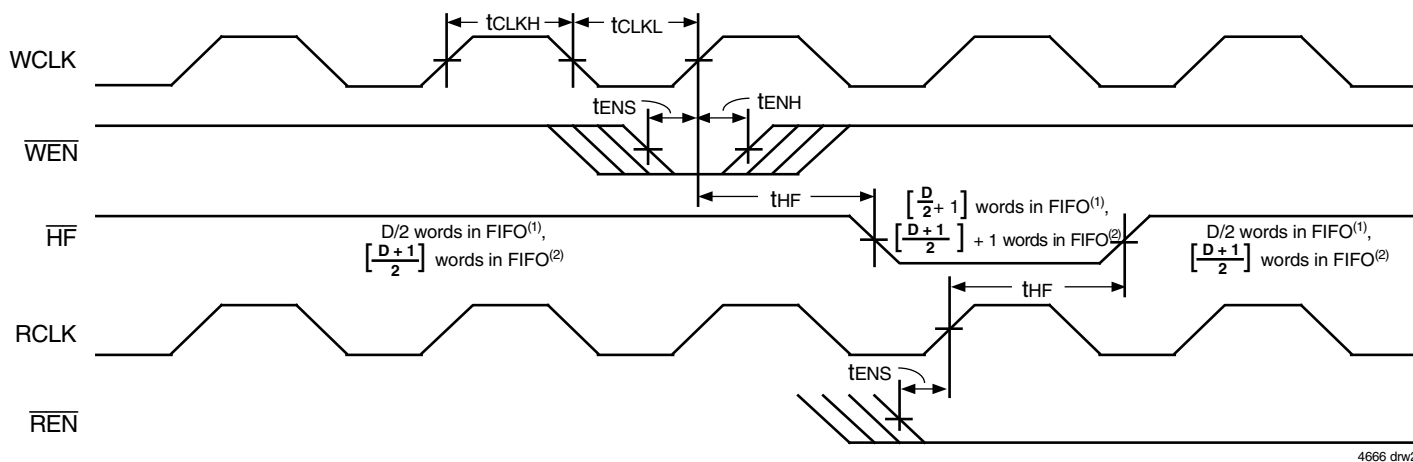 tCLKH tCLKL
WCLK
tENS tENH
WEN
tHF
HF
D/2 words in FIFO(1),
[D + 1 / 2] words in FIFO(2)
[D/2 + 1] words in FIFO(1),
[D + 1 / 2] + 1 words in FIFO(2)
D/2 words in FIFO(1),
[D + 1 / 2] words in FIFO(2)
tHF
RCLK
tENS
REN
4666 drw2